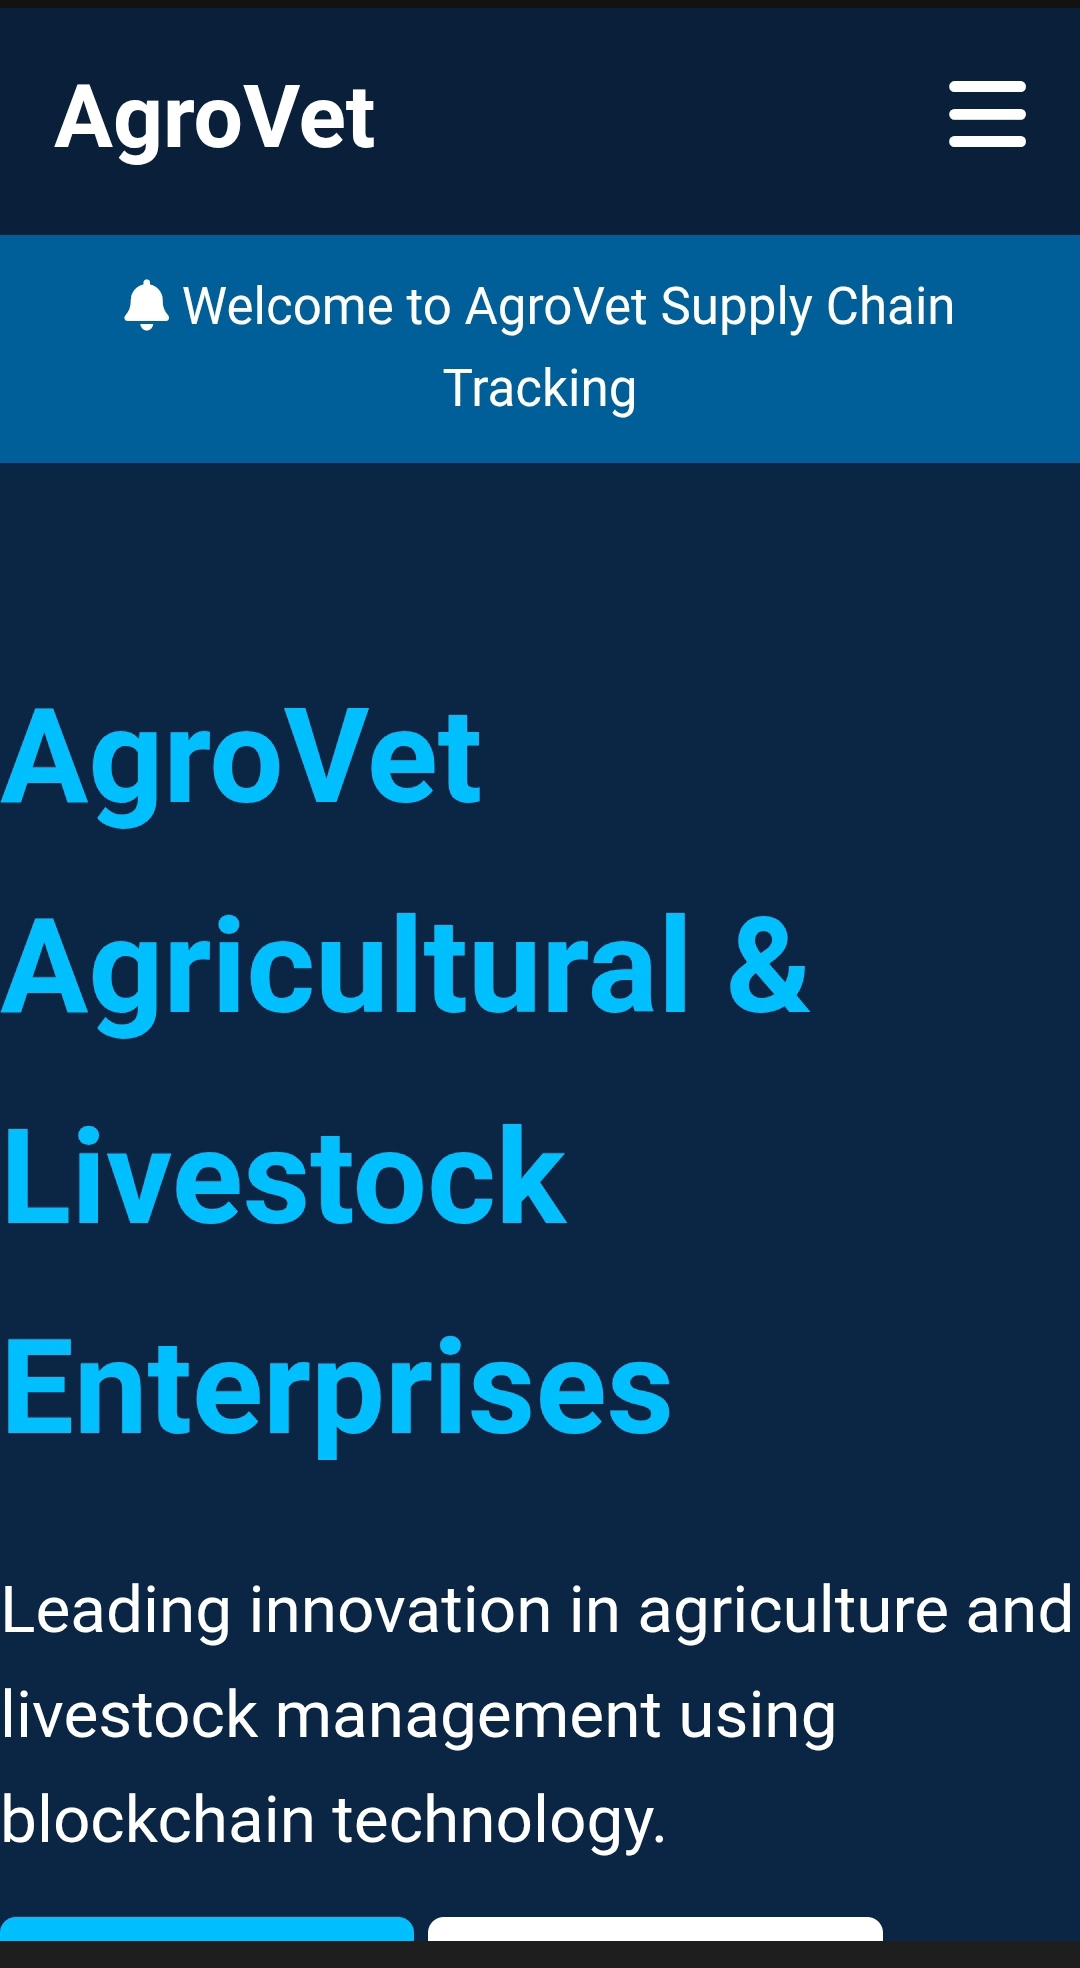 AgroVet
Welcome to AgroVet Supply Chain
Tracking
AgroVet
Agricultural &
Livestock
Enterprises
Leading innovation in agriculture and
livestock management using
blockchain technology.